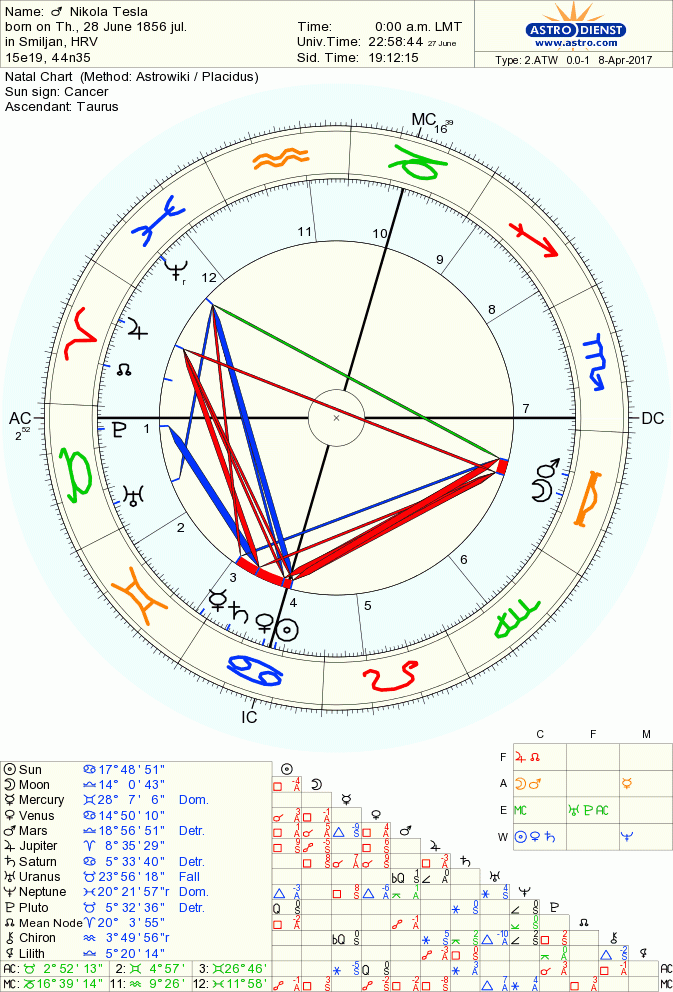 Name: ♂ Nikola Tesla
born on Th., 28 June 1856 jul.
in Smiljan, HRV
15e19, 44n35
Time: 0:00 a.m. LMT
Univ.Time: 22:58:44 27 June
Sid. Time: 19:12:15
ASTRO DIENST
www.astro.com
Type: 2.ATW 0.0-1 8-Apr-2017
Natal Chart (Method: Astrowiki / Placidus)
Sun sign: Cancer
Ascendant: Taurus
MC 16 39
11
10
9
12
8
r
AC
2 52
1
7
DC
2
3
4
5
6
IC
C F M
F ♃ ☊
A ☽ ♂ ☿
E MC ♅ ♇ AC
W ☉ ♀ ♄ ♆
☉ Sun ♋ 17°48'51"
☽ Moon ♎ 14° 0'43"
☿ Mercury ♊ 28° 7' 6" Dom.
♀ Venus ♋ 14°50'10"
♂ Mars ♎ 18°56'51" Detr.
♃ Jupiter ♈ 8°35'29"
♄ Saturn ♋ 5°33'40" Detr.
♅ Uranus ♉ 23°56'18" Fall
♆ Neptune ♓ 20°21'57"r Dom.
♇ Pluto ♉ 5°32'36" Detr.
☊ Mean Node ♈ 20° 3'55"
⚷ Chiron ♒ 3°49'56"r
⚸ Lilith ♎ 5°20'14"
AC: ♉ 2°52'13" 2: ♊ 4°57' 3: ♊ 26°46'
MC: ♑ 16°39'14" 11: ♒ 9°26' 12: ♓ 11°58'
AC
MC